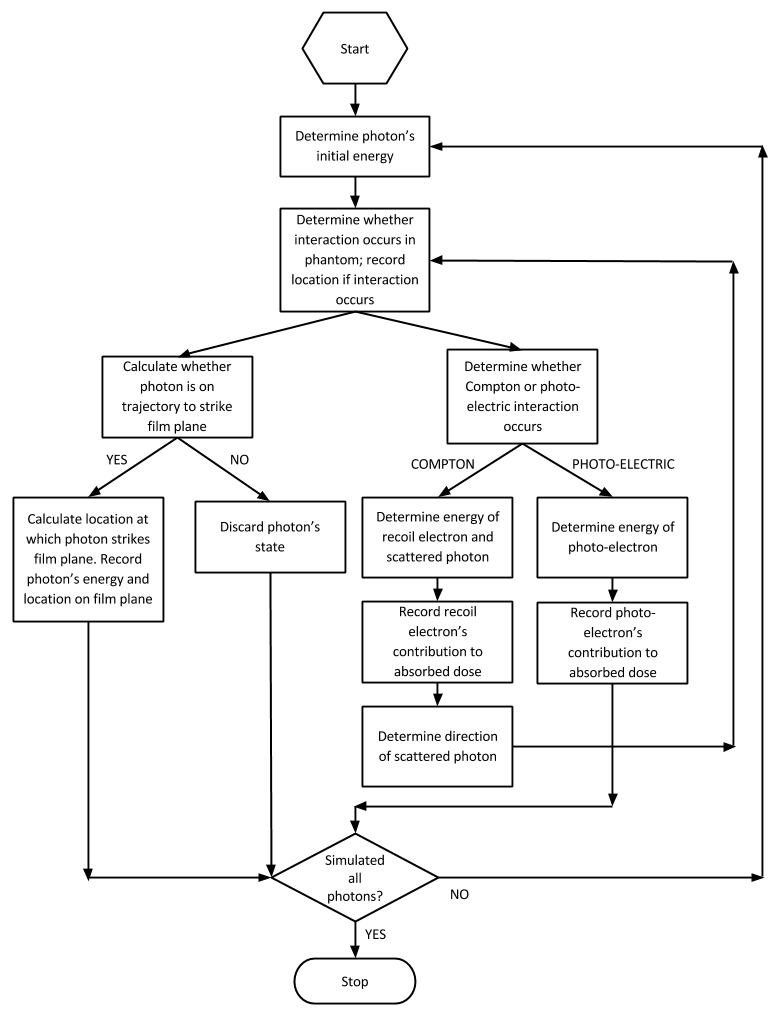 Start
Determine photon's
initial energy
Determine whether
interaction occurs in
phantom; record
location if interaction
occurs
Calculate whether
photon is on
trajectory to strike
film plane
Determine whether
Compton or photo-
electric interaction
occurs
YES
NO
COMPTON
PHOTO-ELECTRIC
Calculate location at
which photon strikes
film plane. Record
photon's energy and
location on film plane
Discard photon's
state
Determine energy of
recoil electron and
scattered photon
Determine energy of
photo-electron
Record recoil
electron's
contribution to
absorbed dose
Record photo-
electron's
contribution to
absorbed dose
Determine direction
of scattered photon
Simulated
all
photons?
NO
YES
Stop